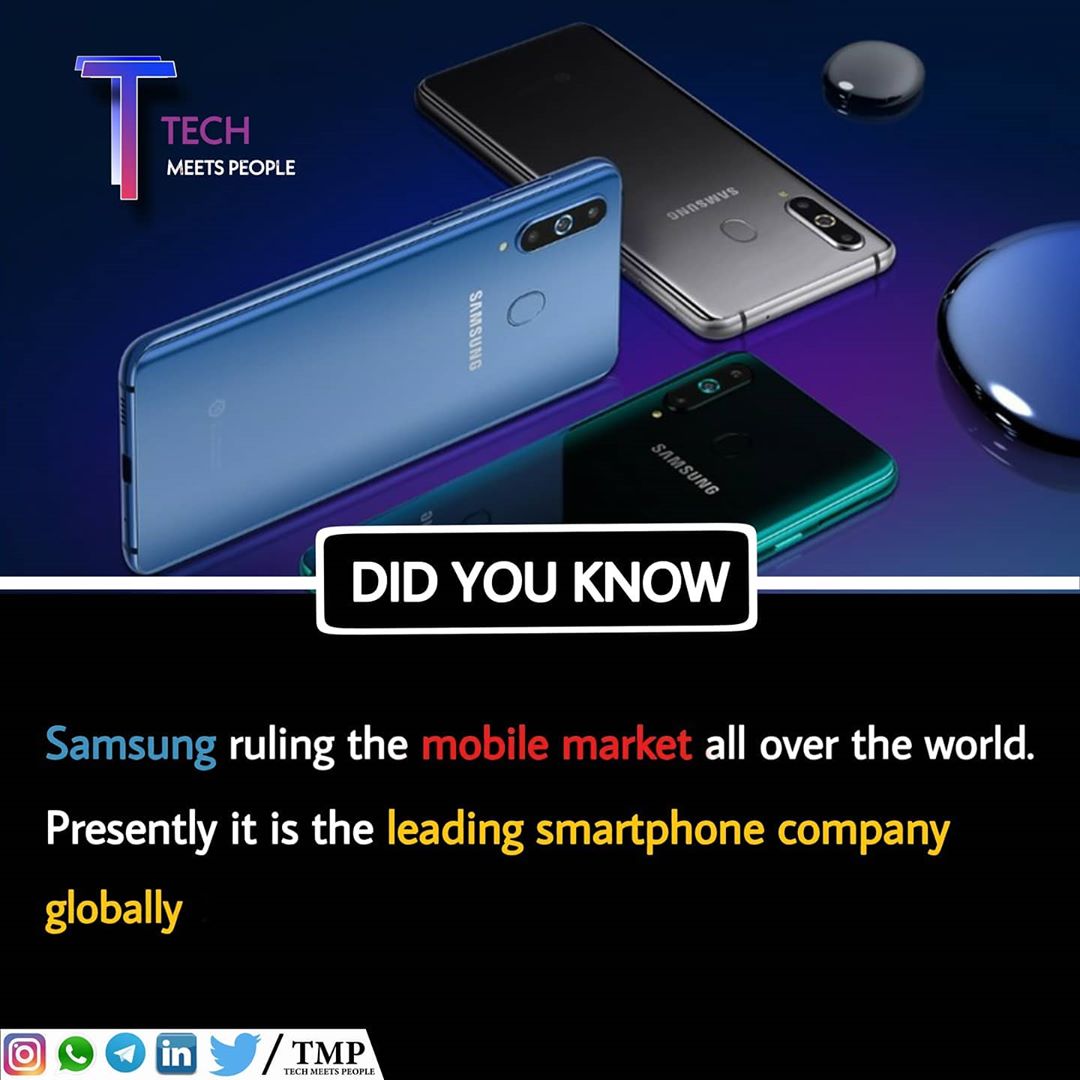 T TECH
MEETS PEOPLE
SAMSUNG
SAMSUNG
SAMSUNG
DID YOU KNOW
Samsung ruling the mobile market all over the world.
Presently it is the leading smartphone company
globally
TMP
TECH MEETS PEOPLE